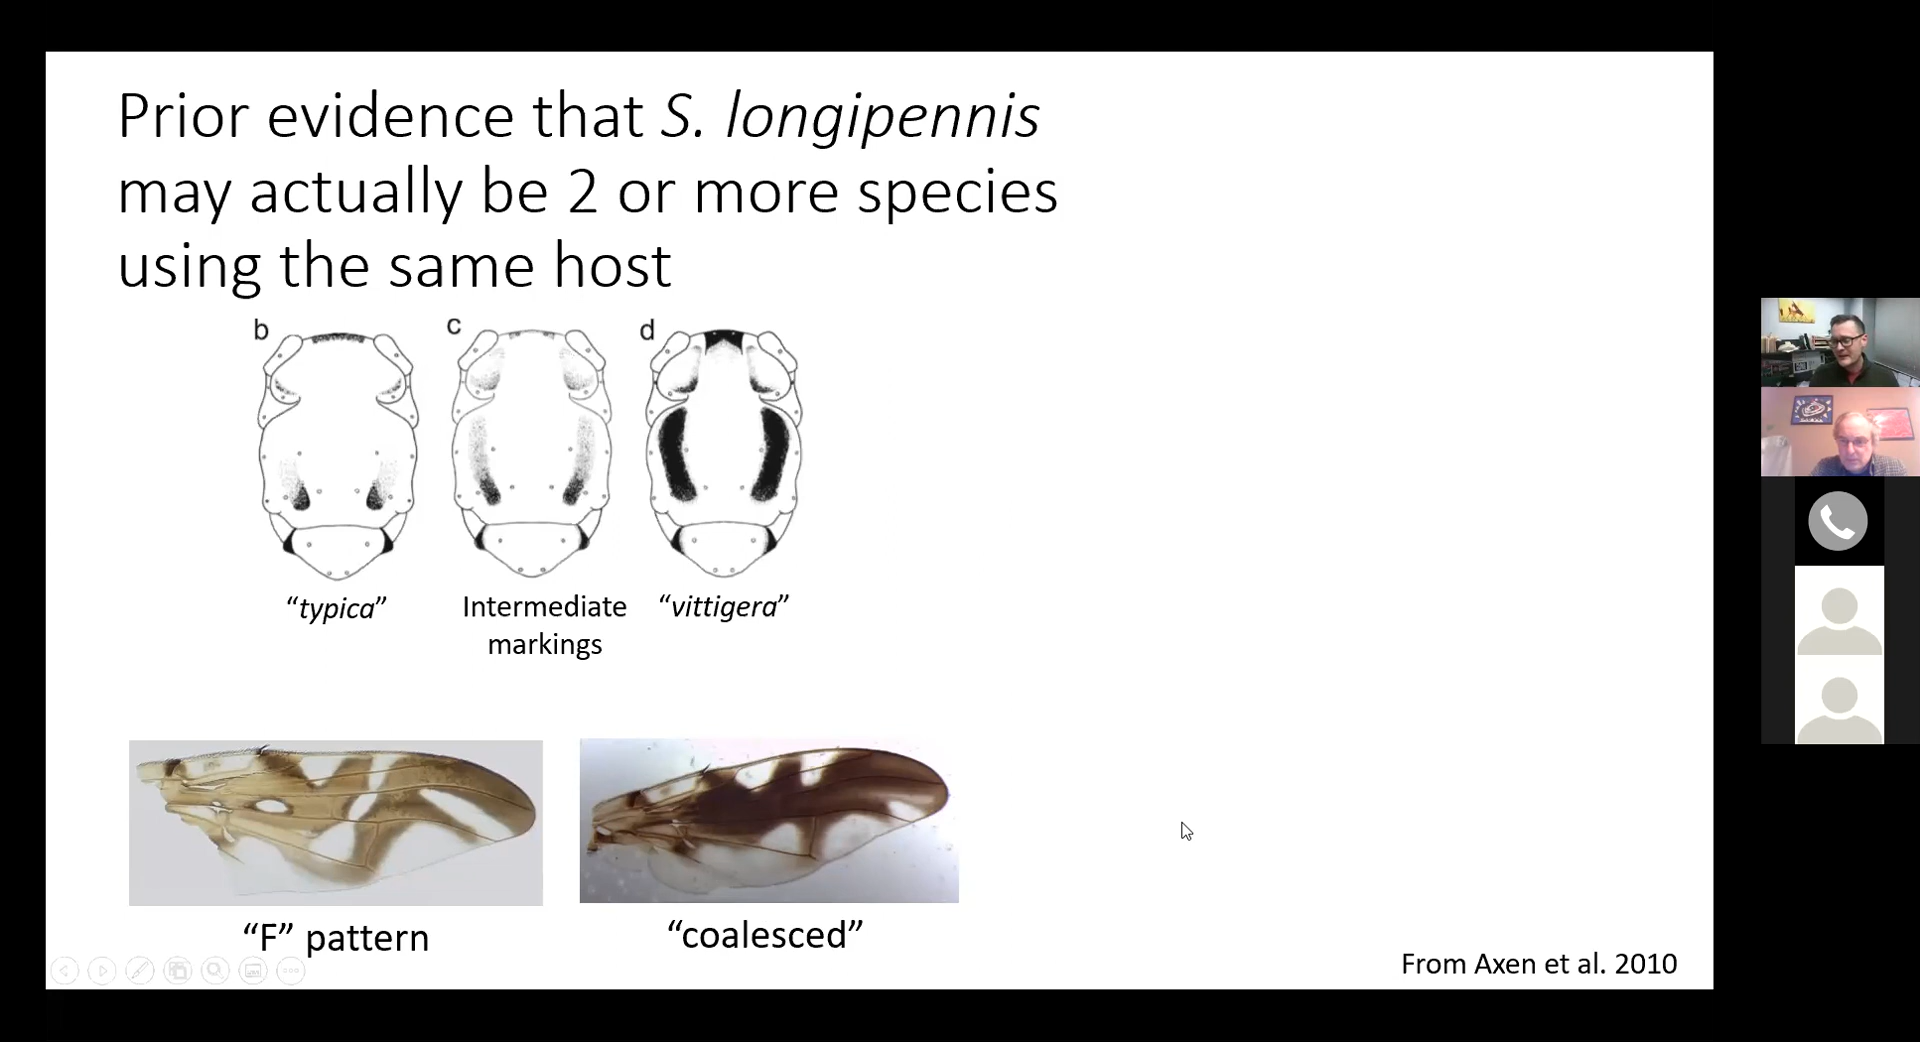 Prior evidence that S. longipennis
may actually be 2 or more species
using the same host
b
c
d
“typica”
Intermediate
markings
“vittigera”
“F” pattern
“coalesced”
From Axen et al. 2010